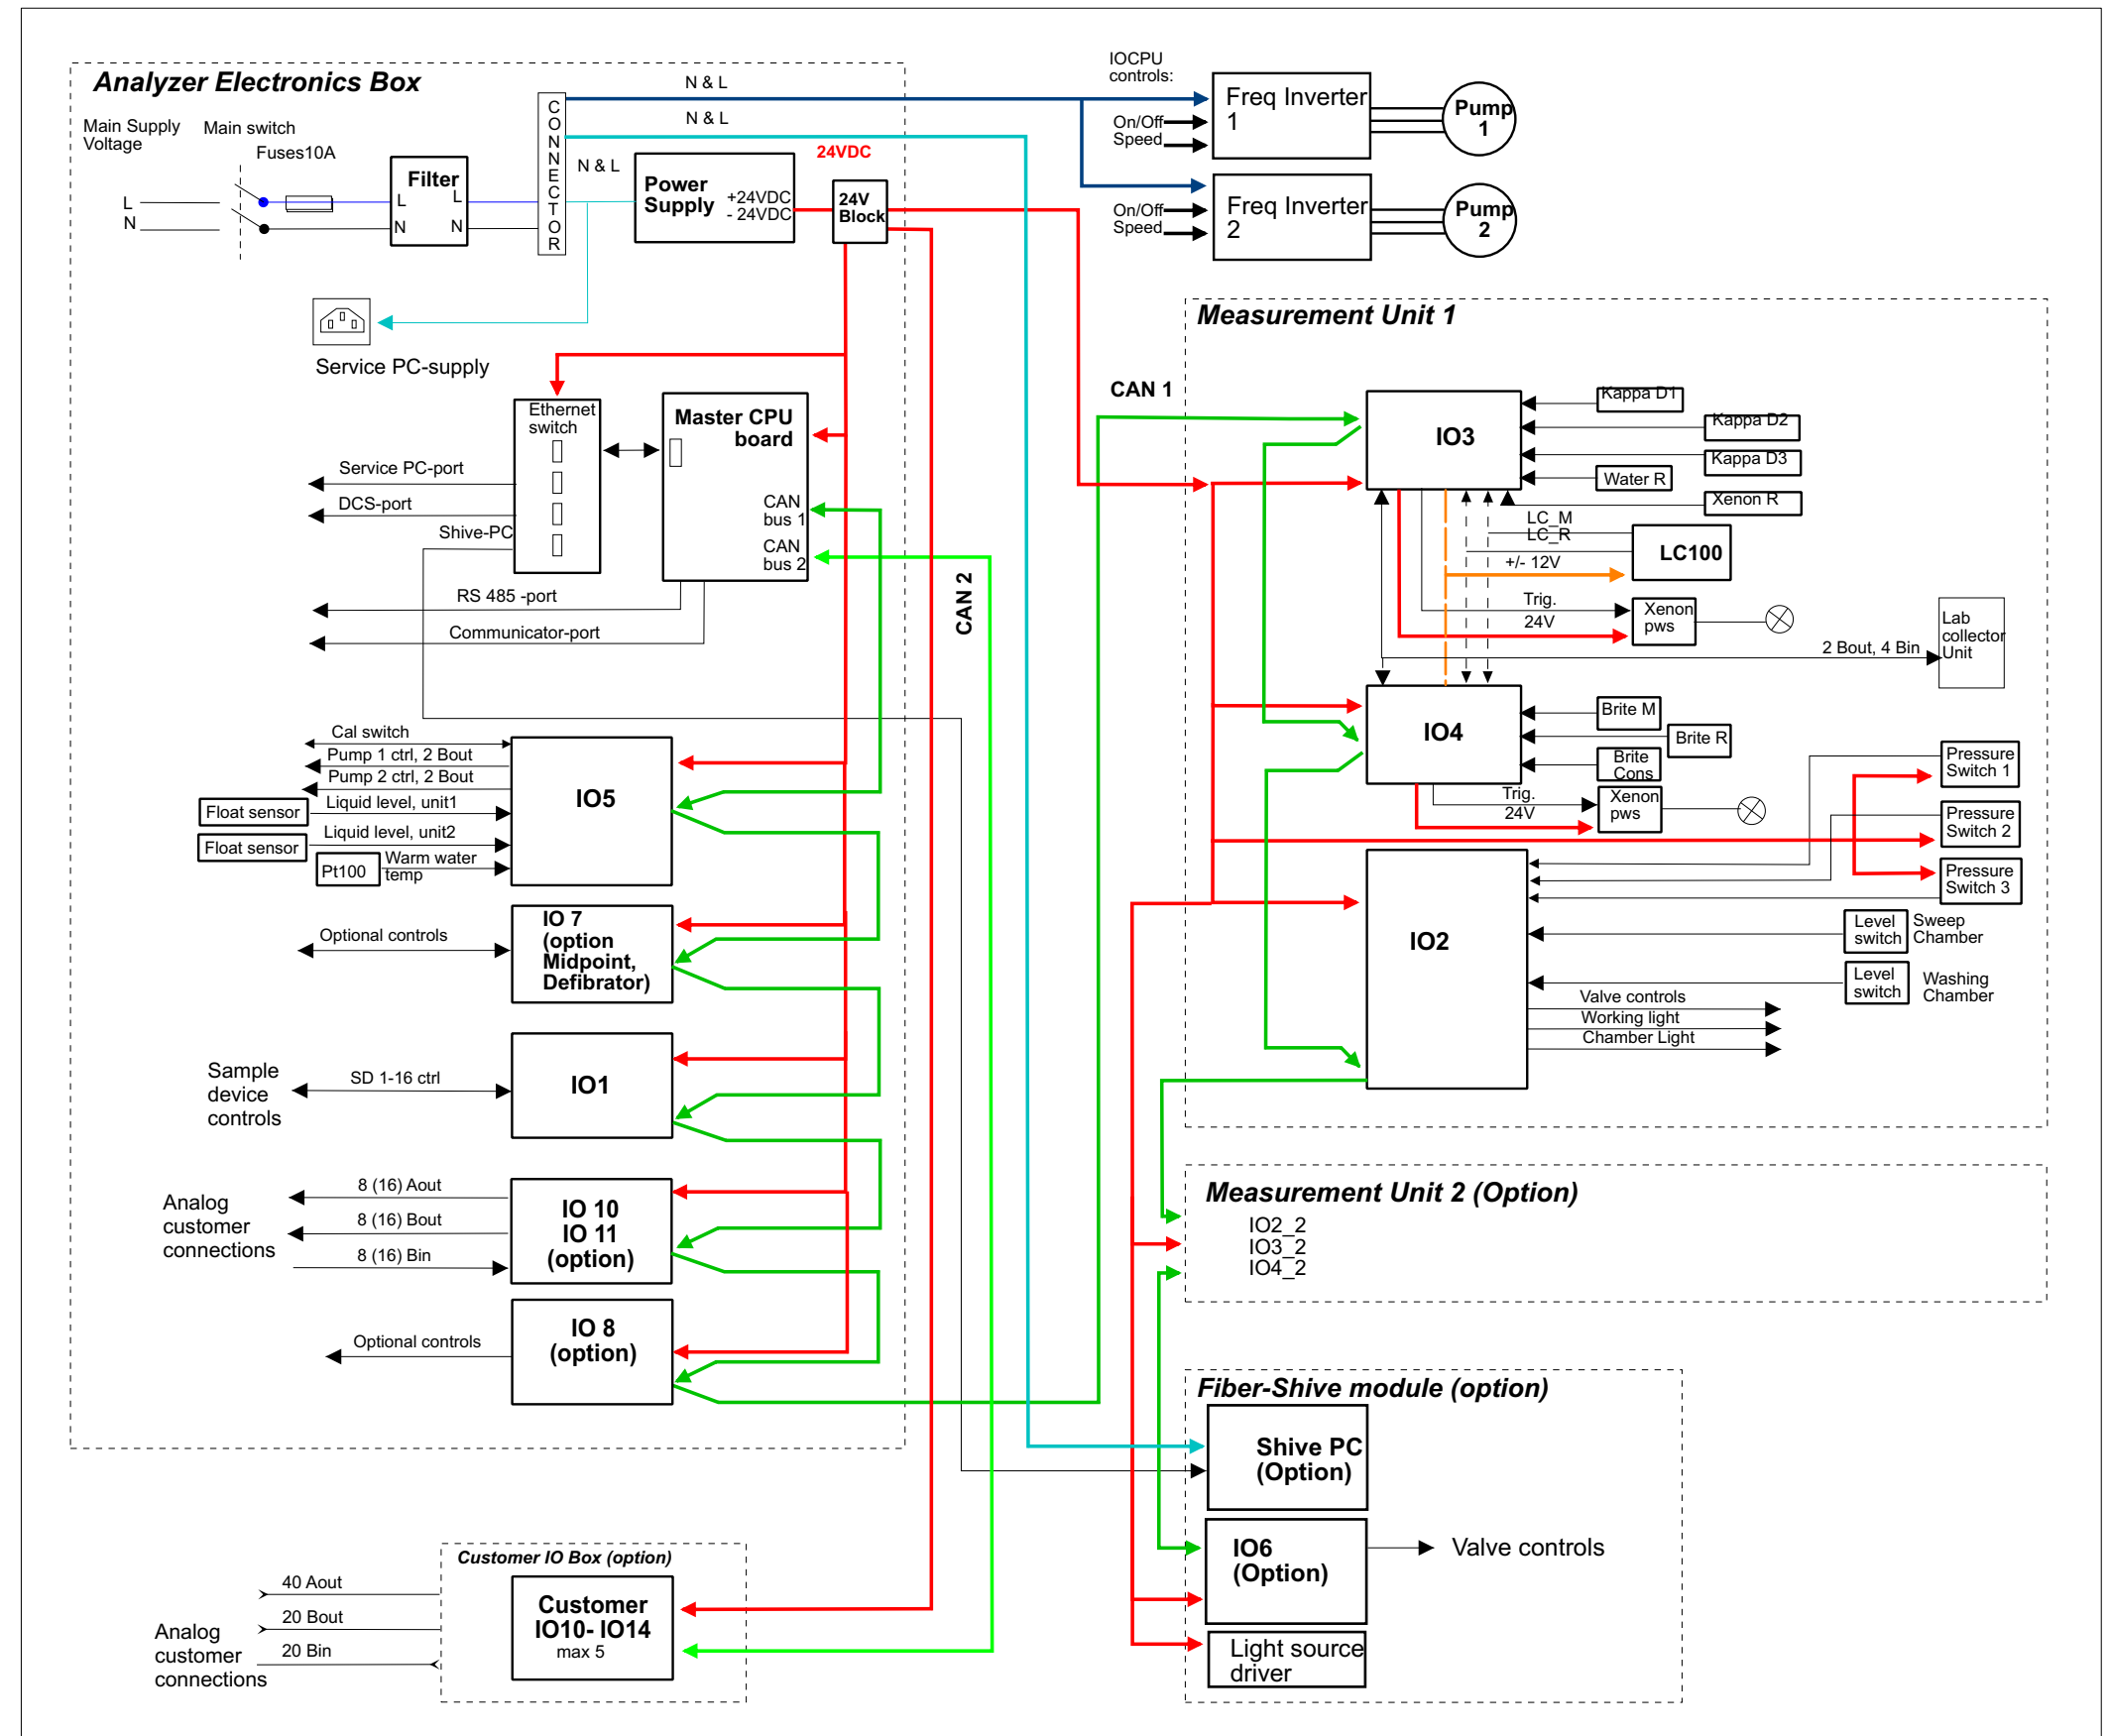 Analyzer Electronics Box
Main Supply
Voltage
Main switch
Fuses10A
L
N
Filter
L
L
N
N
CONNECTOR
N & L
N & L
N & L
Power
Supply
+24VDC
- 24VDC
24VDC
24V
Block
IOCPU
controls:
On/Off
Speed
Freq Inverter
1
Pump
1
On/Off
Speed
Freq Inverter
2
Pump
2
Service PC-supply
Ethernet
switch
Master CPU
board
CAN
bus 1
CAN
bus 2
Service PC-port
DCS-port
Shive-PC
RS 485 -port
Communicator-port
CAN 2
CAN 1
Cal switch
Pump 1 ctrl, 2 Bout
Pump 2 ctrl, 2 Bout
Float sensor
Liquid level, unit1
Float sensor
Liquid level, unit2
Pt100
Warm water
temp
IO5
Optional controls
IO 7
(option
Midpoint,
Defibrator)
Sample
device
controls
SD 1-16 ctrl
IO1
Analog
customer
connections
8 (16) Aout
8 (16) Bout
8 (16) Bin
IO 10
IO 11
(option)
Optional controls
IO 8
(option)
Customer IO Box (option)
40 Aout
20 Bout
20 Bin
Analog
customer
connections
Customer
IO10- IO14
max 5
Measurement Unit 1
IO3
Kappa D1
Kappa D2
Kappa D3
Water R
Xenon R
LC_M
LC_R
LC100
+/- 12V
Trig.
24V
Xenon
pws
2 Bout, 4 Bin
Lab
collector
Unit
IO4
Brite M
Brite R
Brite
Cons
Trig.
24V
Xenon
pws
Pressure
Switch 1
Pressure
Switch 2
Pressure
Switch 3
IO2
Level
switch
Sweep
Chamber
Level
switch
Washing
Chamber
Valve controls
Working light
Chamber Light
Measurement Unit 2 (Option)
IO2_2
IO3_2
IO4_2
Fiber-Shive module (option)
Shive PC
(Option)
IO6
(Option)
Valve controls
Light source
driver